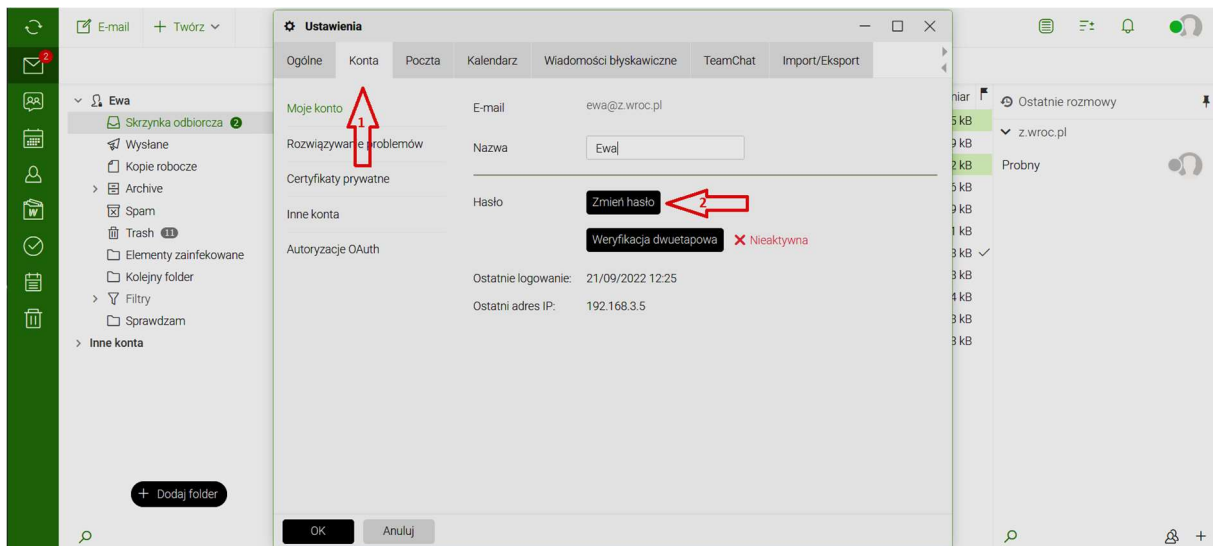 E-mail
Twórz
2
Ewa
Skrzynka odbiorcza 2
Wysłane
Kopie robocze
Archive
Spam
Trash 11
Elementy zainfekowane
Kolejny folder
Filtry
Sprawdzam
Inne konta
Dodaj folder
Ustawienia
Ogólne Konta Poczta Kalendarz Wiadomości błyskawiczne TeamChat Import/Eksport
Moje konto
Rozwiązywanie problemów
Certyfikaty prywatne
Inne konta
Autoryzacje OAuth
1
E-mail ewa@z.wroc.pl
Nazwa Ewa
Hasło Zmień hasło 2
Weryfikacja dwuetapowa Nieaktywna
Ostatnie logowanie: 21/09/2022 12:25
Ostatni adres IP: 192.168.3.5
OK Anuluj
Ostatnie rozmowy
z.wroc.pl
Probny